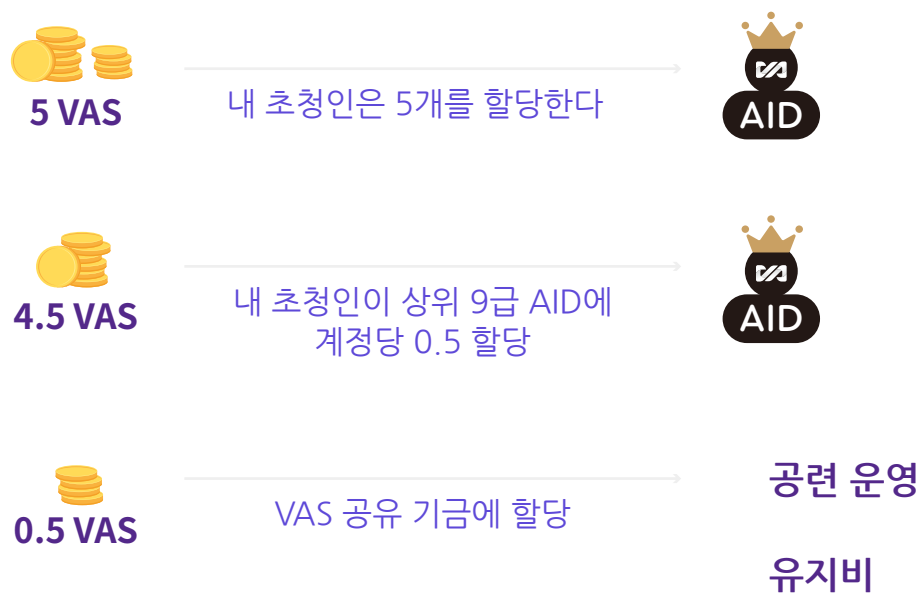 5 VAS
내 초청인은 5개를 할당한다
AID
4.5 VAS
내 초청인이 상위 9급 AID에
계정당 0.5 할당
AID
0.5 VAS
VAS 공유 기금에 할당
공련 운영
유지비